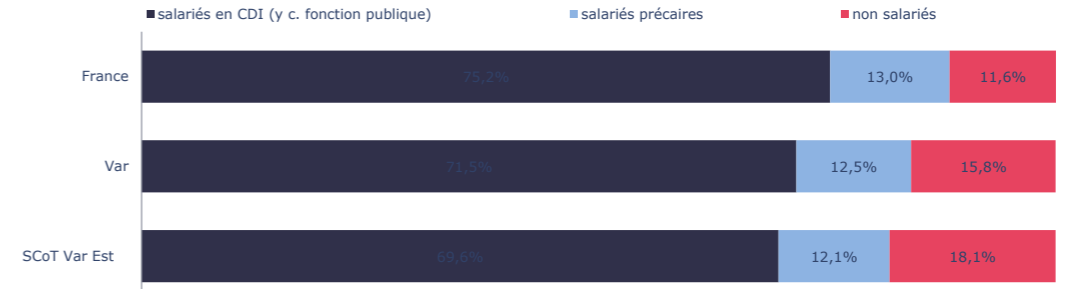 salariés en CDI (y c. fonction publique) salariés précaires non salariés
France 75,2% 13,0% 11,6%
Var 71,5% 12,5% 15,8%
SCoT Var Est 69,6% 12,1% 18,1%